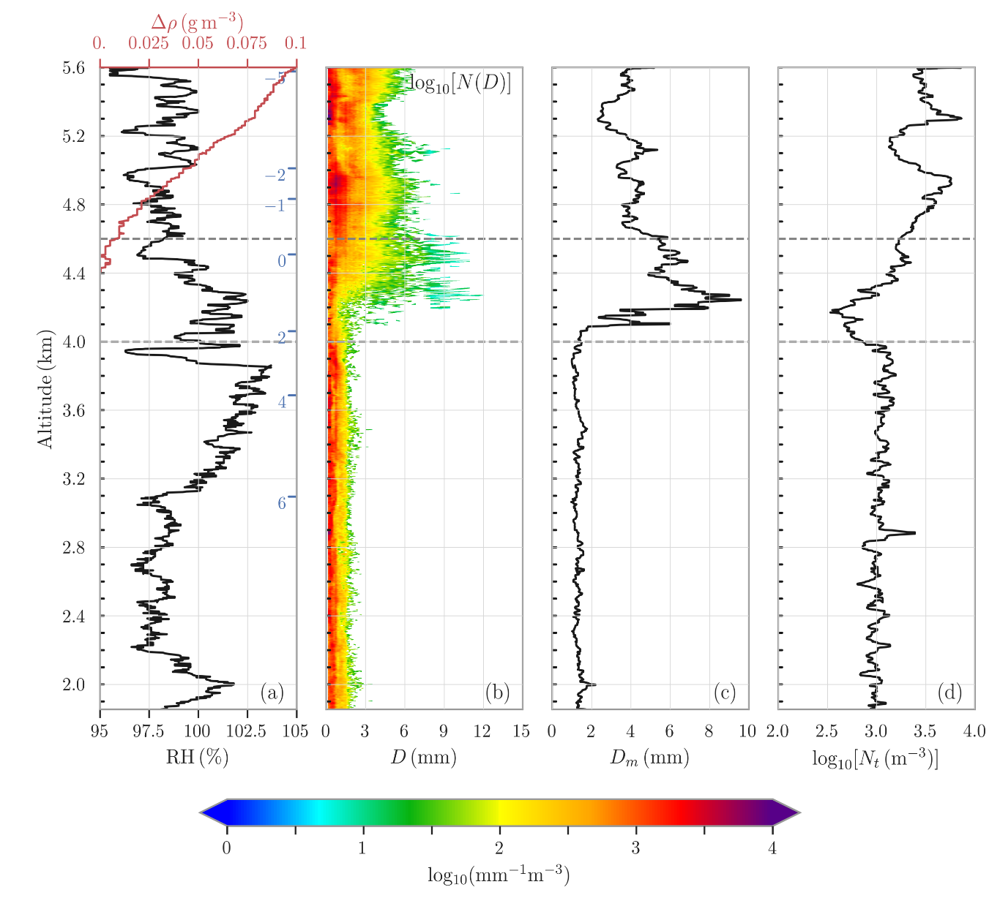 Δρ (g m⁻³)
0. 0.025 0.05 0.075 0.1
5.6
5.2
4.8
4.4
4.0
3.6
3.2
2.8
2.4
2.0
Altitude (km)
−2
−1
0
2
4
6
(a)
95 97.5 100 102.5 105
RH (%)
log₁₀[N(D)]
(b)
0 3 6 9 12 15
D (mm)
(c)
0 2 4 6 8 10
Dₘ (mm)
(d)
2.0 2.5 3.0 3.5 4.0
log₁₀[Nₜ (m⁻³)]
0 1 2 3 4
log₁₀(mm⁻¹m⁻³)